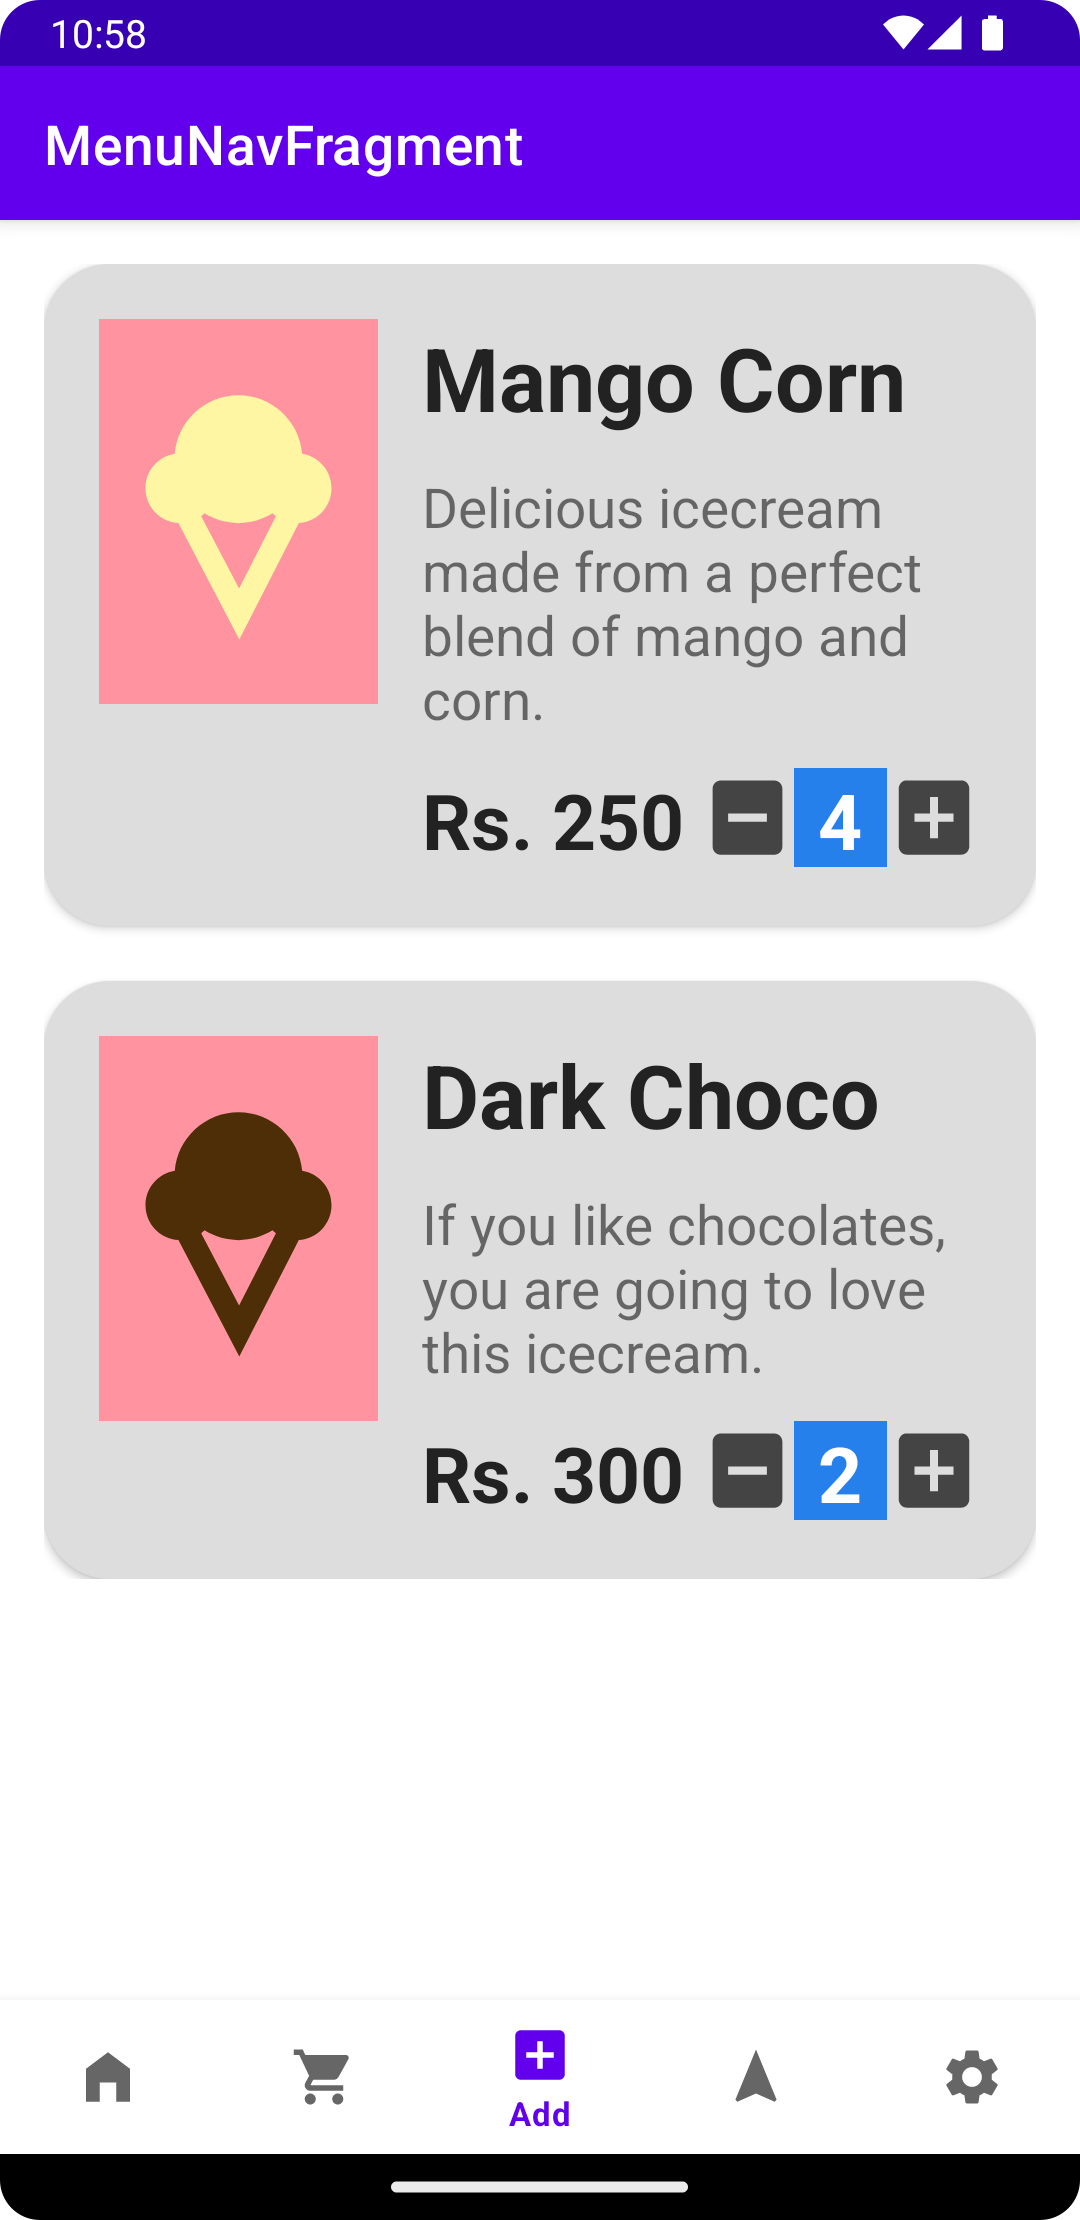 10:58
MenuNavFragment
Mango Corn
Delicious icecream
made from a perfect
blend of mango and
corn.
Rs. 250 4
Dark Choco
If you like chocolates,
you are going to love
this icecream.
Rs. 300 2
Add